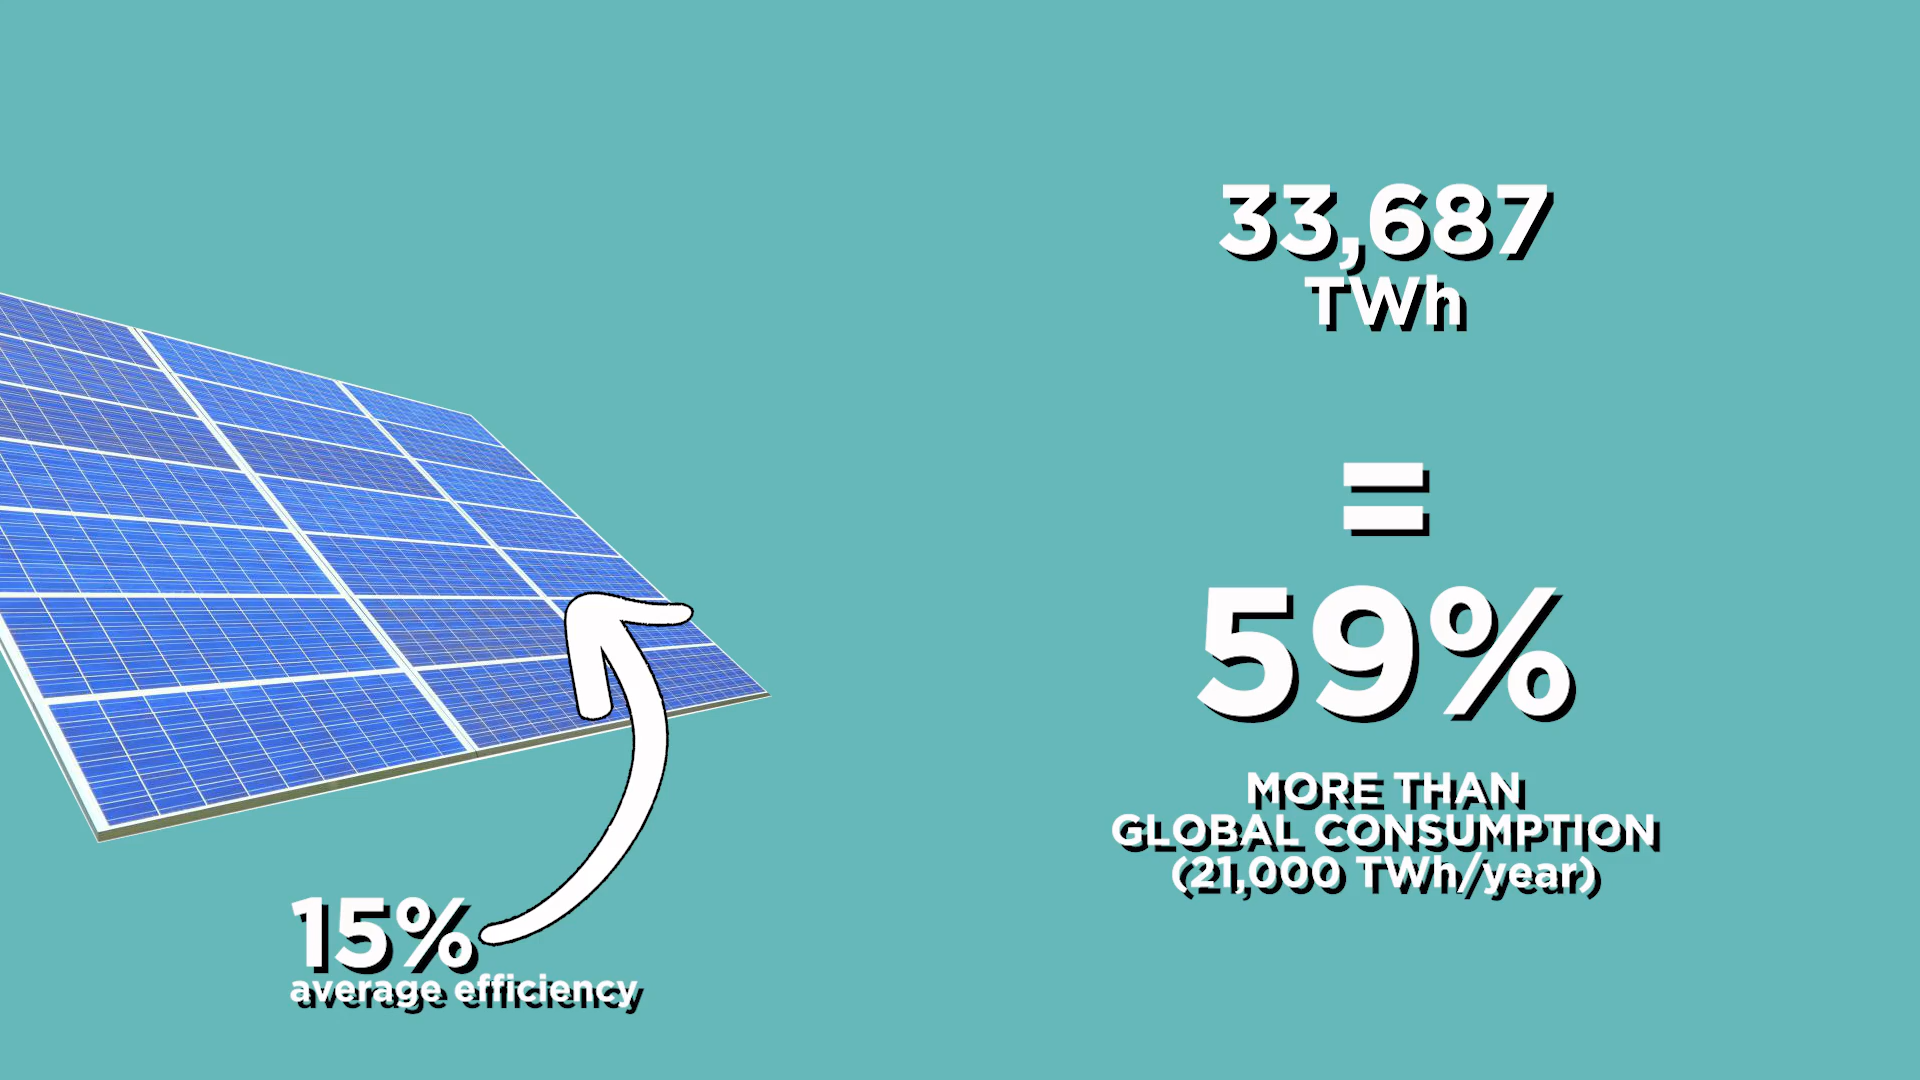 33,687
TWh
=
59%
MORE THAN
GLOBAL CONSUMPTION
(21,000 TWh/year)
15%
average efficiency